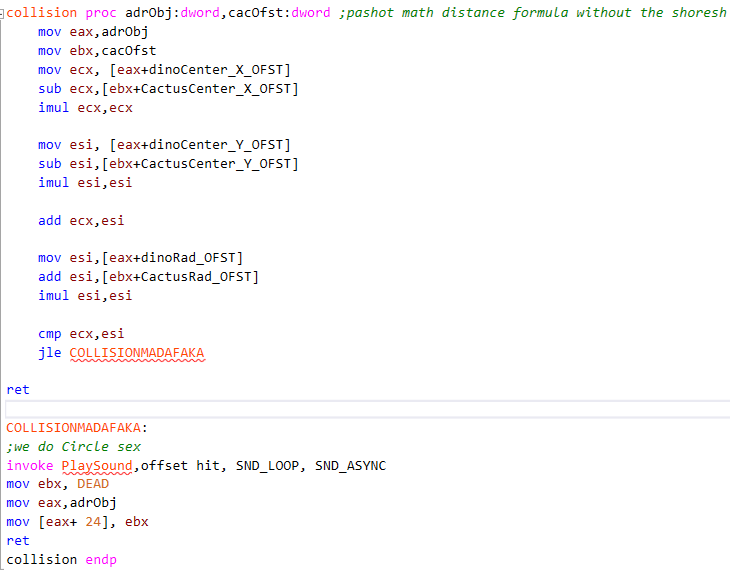 collision proc adrObj:dword,cacOfst:dword ;pashot math distance formula without the shoresh
mov eax,adrObj
mov ebx,cacOfst
mov ecx, [eax+dinoCenter_X_OFST]
sub ecx,[ebx+CactusCenter_X_OFST]
imul ecx,ecx
mov esi, [eax+dinoCenter_Y_OFST]
sub esi,[ebx+CactusCenter_Y_OFST]
imul esi,esi
add ecx,esi
mov esi,[eax+dinoRad_OFST]
add esi,[ebx+CactusRad_OFST]
imul esi,esi
cmp ecx,esi
jle COLLISIONMADAFAKA
ret
COLLISIONMADAFAKA:
;we do Circle sex
invoke PlaySound,offset hit, SND_LOOP, SND_ASYNC
mov ebx, DEAD
mov eax,adrObj
mov [eax+ 24], ebx
ret
collision endp